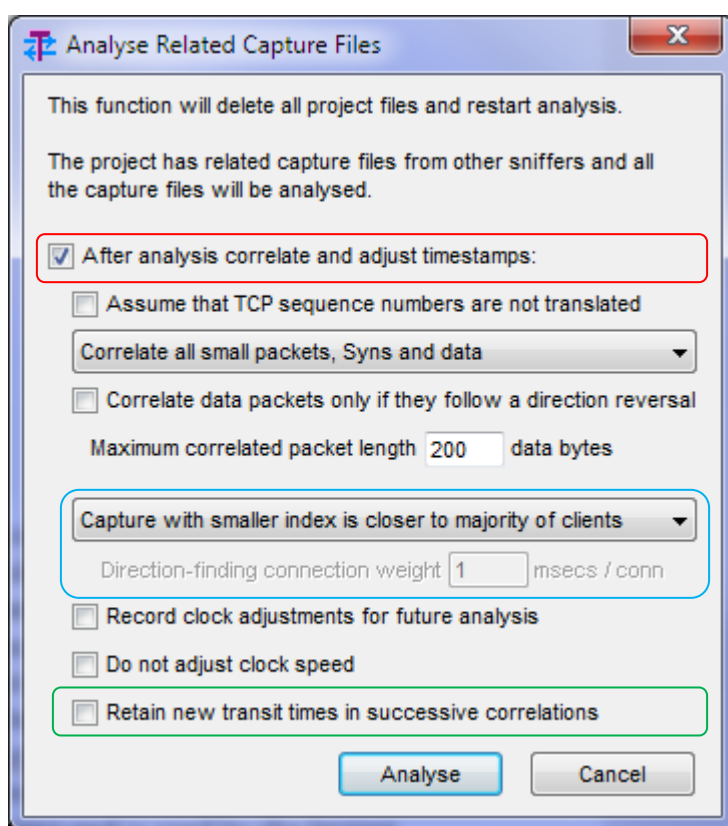 Analyse Related Capture Files
This function will delete all project files and restart analysis.
The project has related capture files from other sniffers and all
the capture files will be analysed.
After analysis correlate and adjust timestamps:
Assume that TCP sequence numbers are not translated
Correlate all small packets, Syns and data
Correlate data packets only if they follow a direction reversal
Maximum correlated packet length 200 data bytes
Capture with smaller index is closer to majority of clients
Direction-finding connection weight 1 msecs / conn
Record clock adjustments for future analysis
Do not adjust clock speed
Retain new transit times in successive correlations
Analyse Cancel